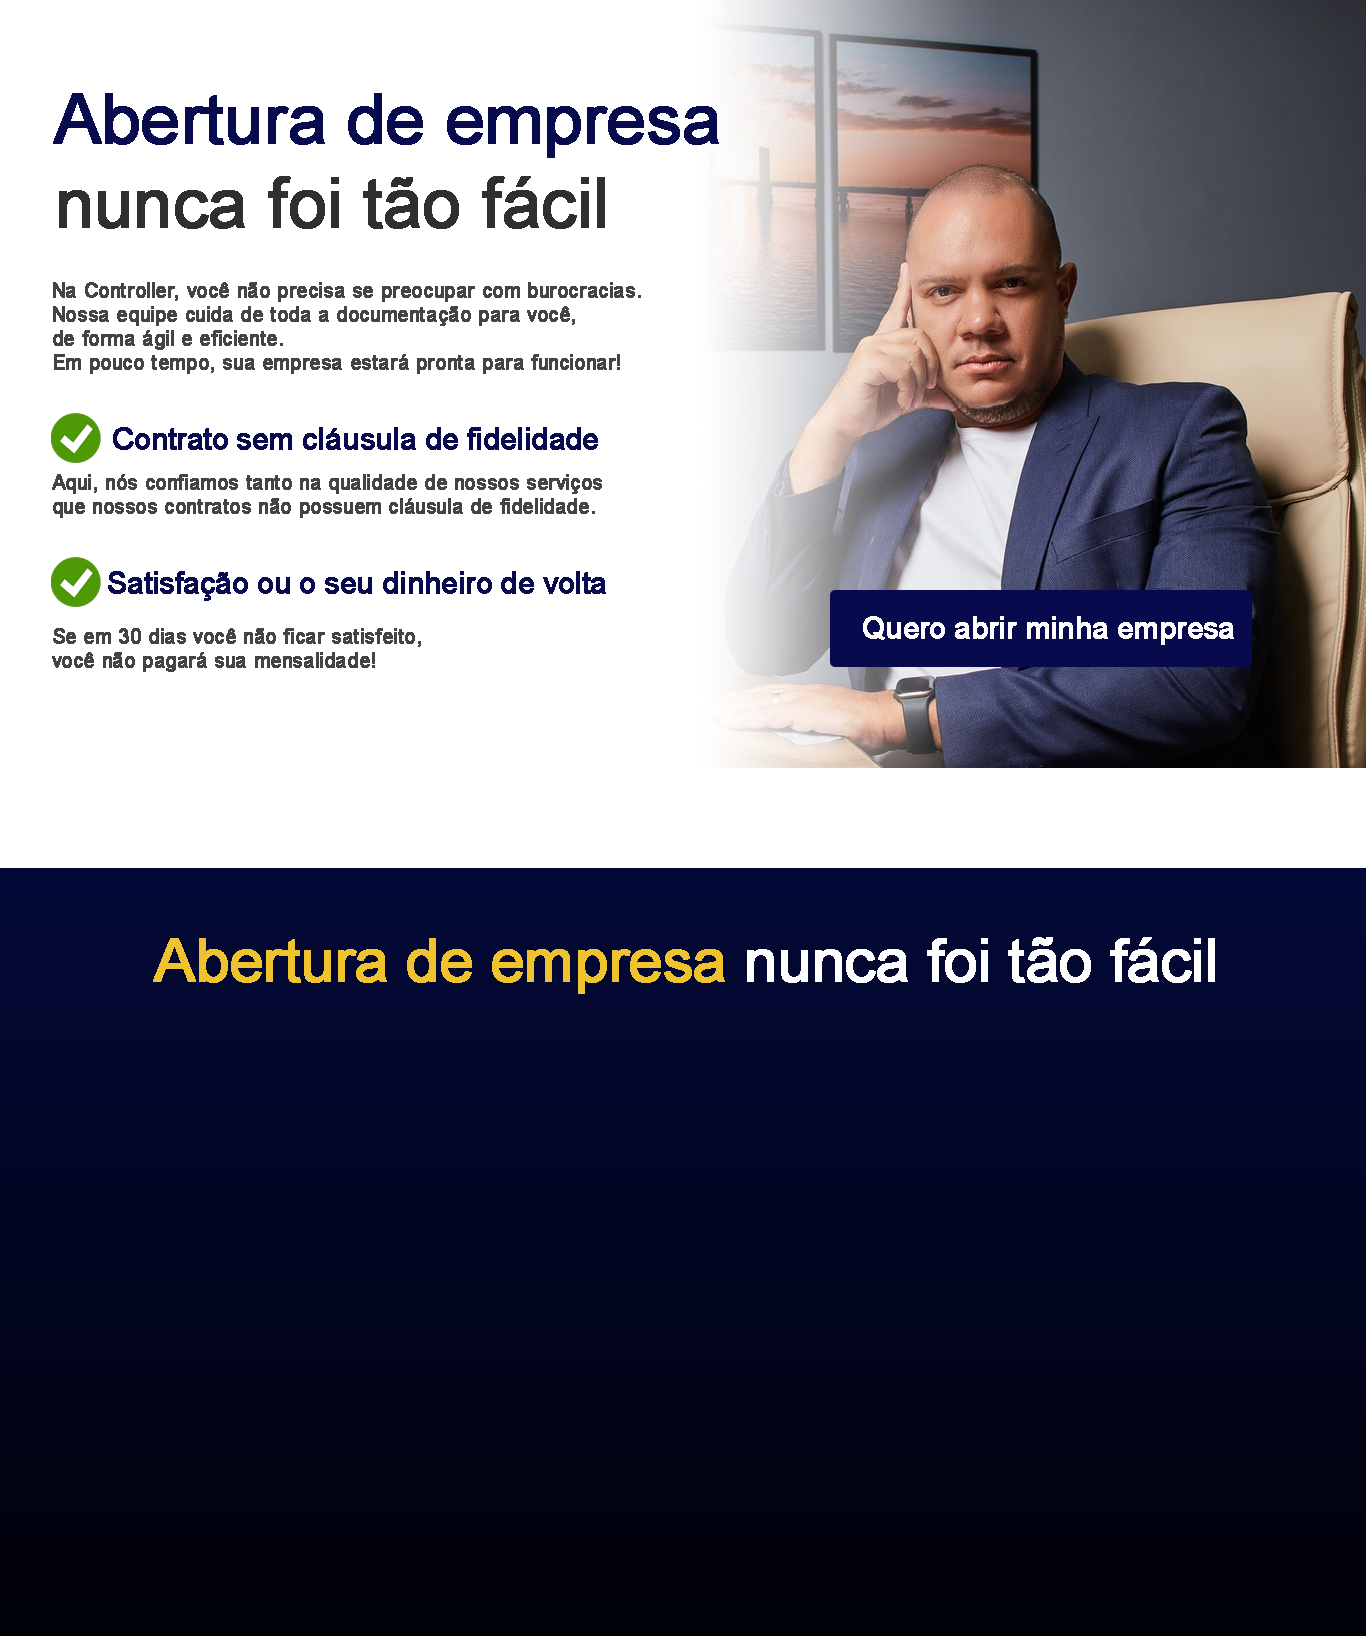 Abertura de empresa
nunca foi tão fácil
Na Controller, você não precisa se preocupar com burocracias.
Nossa equipe cuida de toda a documentação para você,
de forma ágil e eficiente.
Em pouco tempo, sua empresa estará pronta para funcionar!
Contrato sem cláusula de fidelidade
Aqui, nós confiamos tanto na qualidade de nossos serviços
que nossos contratos não possuem cláusula de fidelidade.
Satisfação ou o seu dinheiro de volta
Se em 30 dias você não ficar satisfeito,
você não pagará sua mensalidade!
Quero abrir minha empresa
Abertura de empresa nunca foi tão fácil